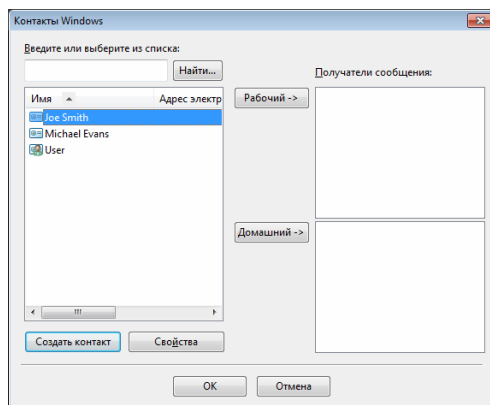 Контакты Windows
Введите или выберите из списка:
Найти...
Получатели сообщения:
Имя Адрес электр
Рабочий ->
Joe Smith
Michael Evans
User
Домашний ->
Создать контакт Свойства
OK Отмена